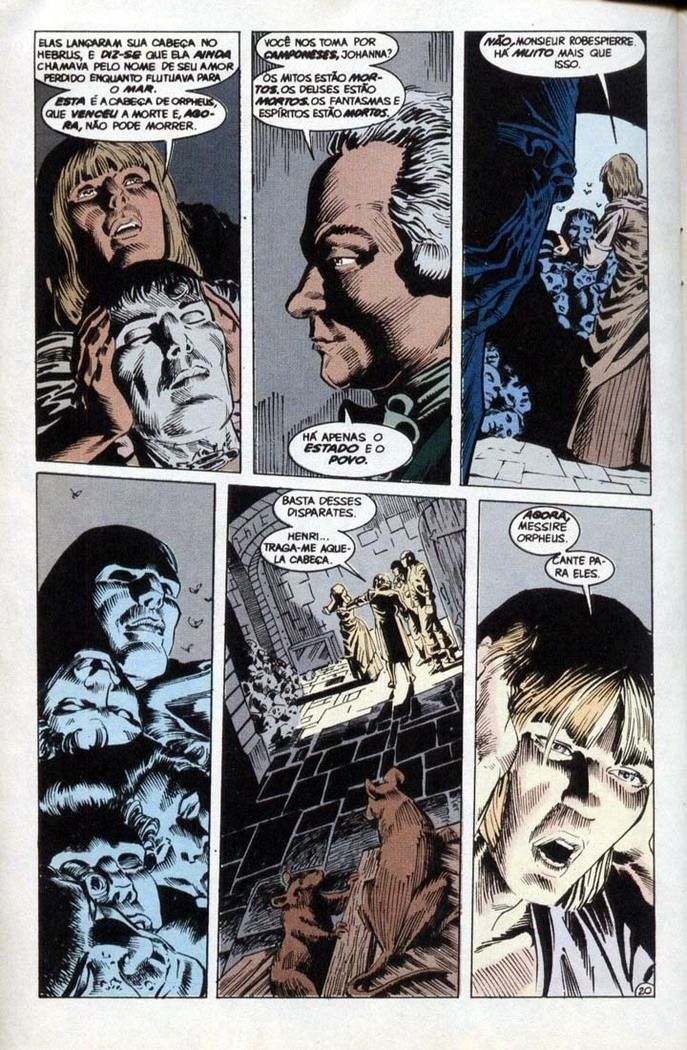 ELAS LANÇARAM SUA CABEÇA NO
HEBRUS, E DIZ-SE QUE ELA AINDA
CHAMAVA PELO NOME DE SEU AMOR
PERDIDO ENQUANTO FLUTUAVA PARA
O MAR.
ESTA É A CABEÇA DE ORPHEUS,
QUE VENCEU A MORTE E, AGO-
RA, NÃO PODE MORRER.
VOCÊ NOS TOMA POR
CAMPONÊSES, JOHANNA?
OS MITOS ESTÃO MOR-
TOS. OS DEUSES ESTÃO
MORTOS. OS FANTASMAS E
ESPÍRITOS ESTÃO MORTOS.
HÁ APENAS O
ESTADO E O
POVO.
NÃO, MONSIEUR ROBESPIERRE.
HÁ MUITO MAIS QUE
ISSO.
BASTA DESSES
DISPARATES.
HENRI...
TRAGA-ME AQUE-
LA CABEÇA.
AGORA,
MESSIRE
ORPHEUS.
CANTE PA-
RA ELES.
20